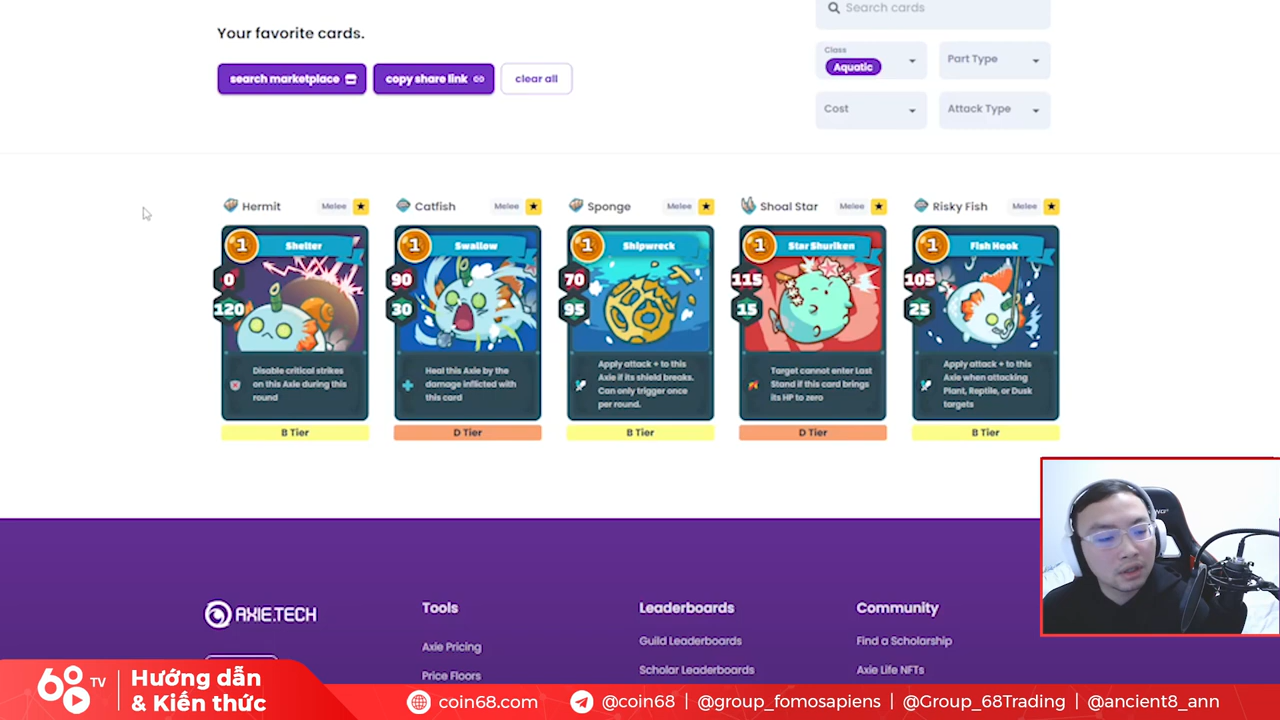 Search cards
Your favorite cards.
search marketplace
copy share link
clear all
Class
Aquatic
Part Type
Cost
Attack Type
Hermit
Melee
Catfish
Melee
Sponge
Melee
Shoal Star
Melee
Risky Fish
Melee
1
Shelter
0
120
Disable critical strikes
on this Axie during this
round
B Tier
1
Swallow
90
30
Heal this Axie by the
damage inflicted with
this card
D Tier
1
Shipwreck
70
95
Apply attack + to this
Axie if its shield breaks.
Can only trigger once
per round.
B Tier
1
Star Shuriken
115
15
Target cannot enter Last
Stand if this card brings
its HP to zero
D Tier
1
Fish Hook
105
25
Apply attack + to this
Axie when attacking
Plant, Reptile, or Dusk
targets
B Tier
AXIE.TECH
Tools
Axie Pricing
Price Floors
Leaderboards
Guild Leaderboards
Scholar Leaderboards
Community
Find a Scholarship
Axie Life NFTs
68 TV
Hướng dẫn
& Kiến thức
coin68.com
@coin68 | @group_fomosapiens | @Group_68Trading | @ancient8_ann